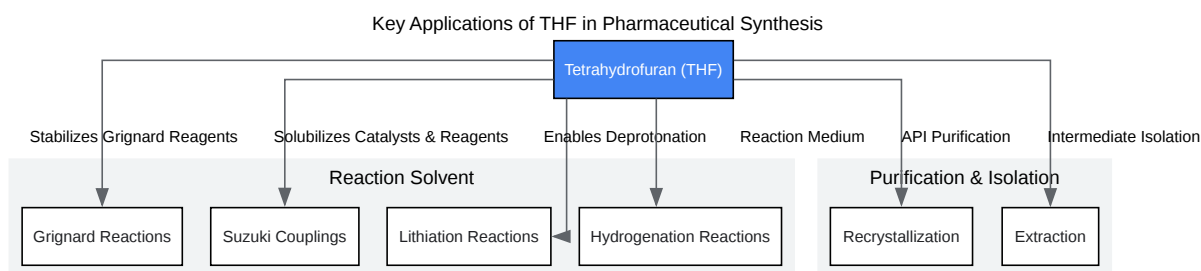 Key Applications of THF in Pharmaceutical Synthesis
Tetrahydrofuran (THF)
Stabilizes Grignard Reagents
Solubilizes Catalysts & Reagents
Enables Deprotonation
Reaction Medium
API Purification
Intermediate Isolation
Reaction Solvent
Purification & Isolation
Grignard Reactions
Suzuki Couplings
Lithiation Reactions
Hydrogenation Reactions
Recrystallization
Extraction